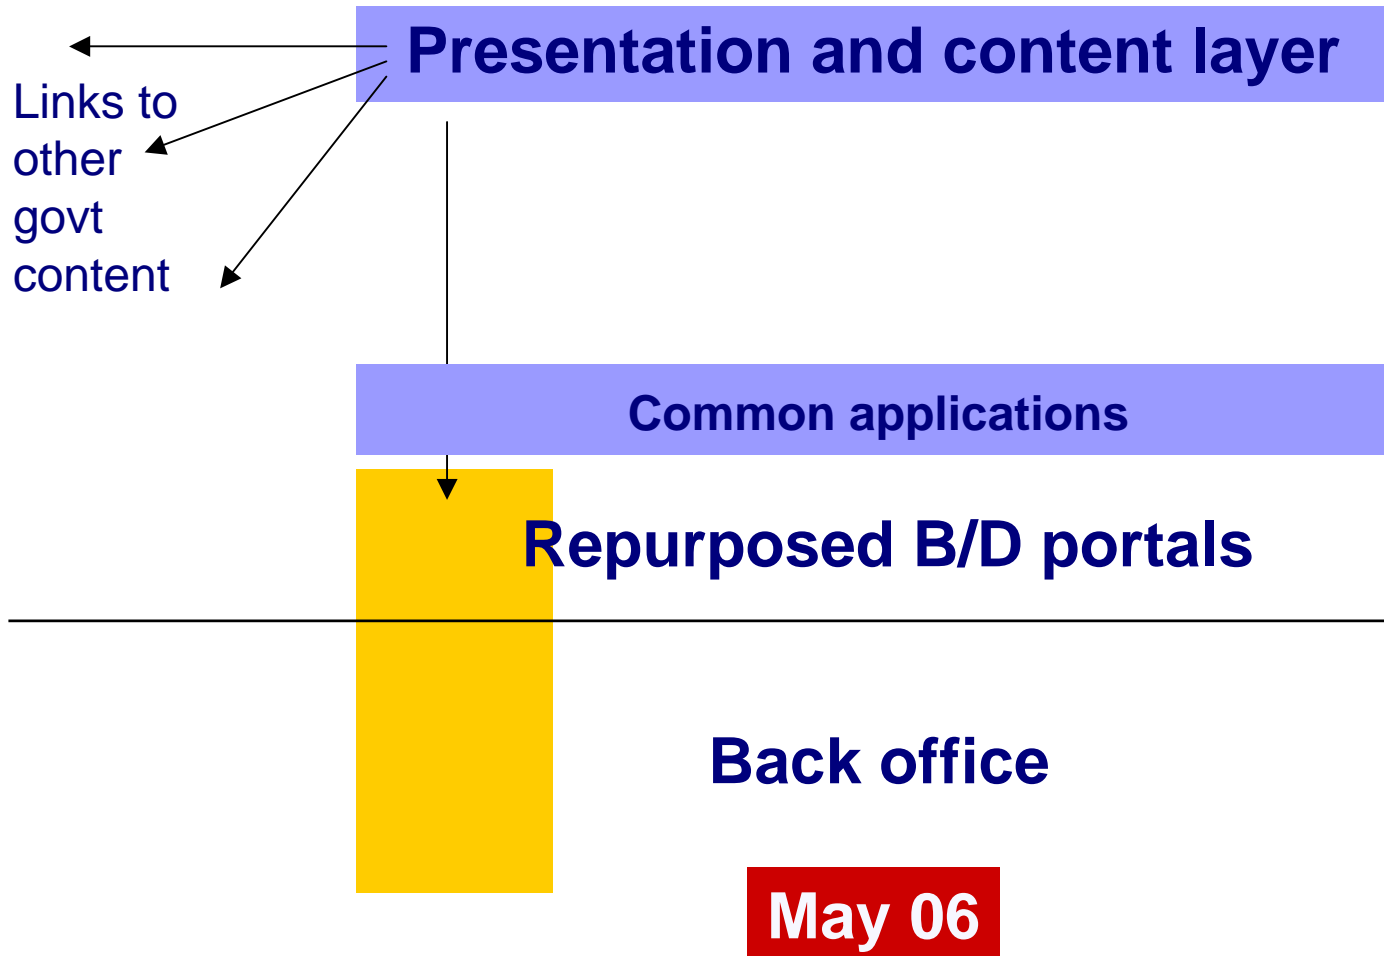 Presentation and content layer
Links to
other
govt
content
Common applications
Repurposed B/D portals
Back office
May 06